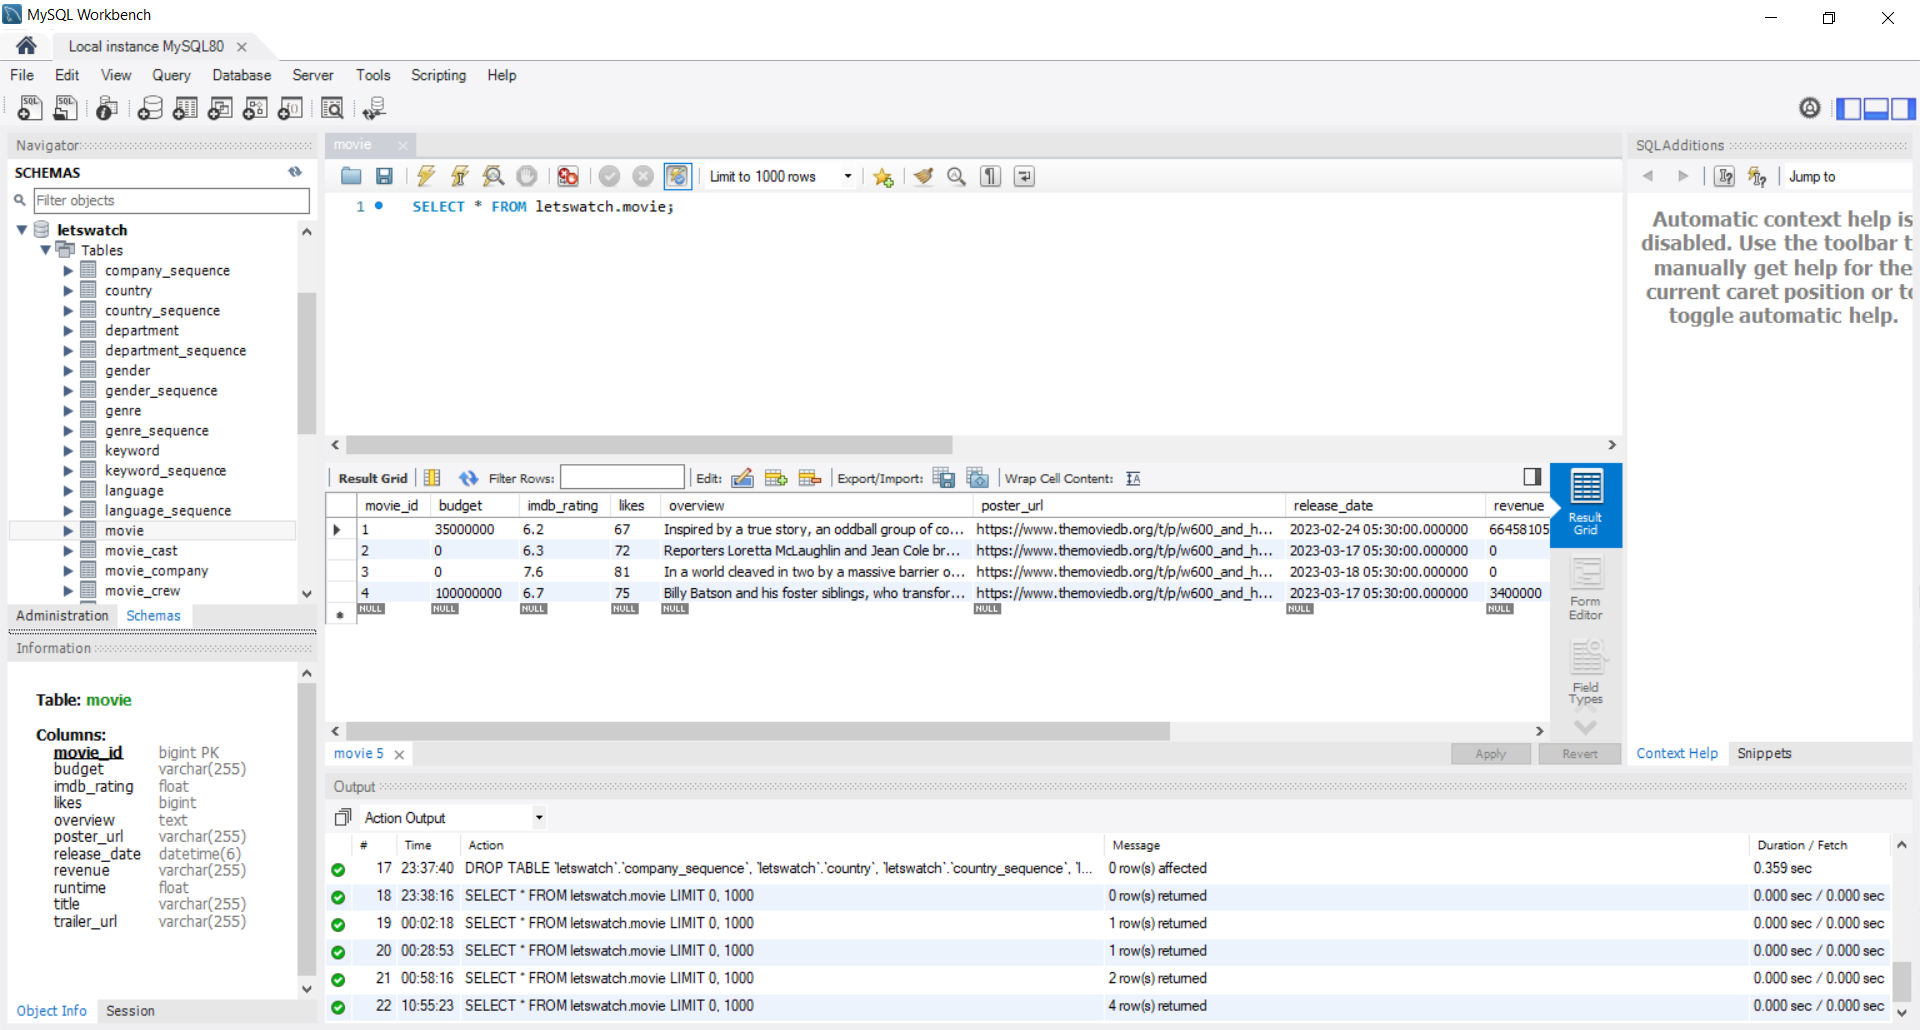 MySQL Workbench
Local instance MySQL80
File Edit View Query Database Server Tools Scripting Help
Navigator
SCHEMAS
Filter objects
letswatch
Tables
company_sequence
country
country_sequence
department
department_sequence
gender
gender_sequence
genre
genre_sequence
keyword
keyword_sequence
language
language_sequence
movie
movie_cast
movie_company
movie_crew
Administration Schemas
Information
Table: movie
Columns:
movie_id bigint PK
budget varchar(255)
imdb_rating float
likes bigint
overview text
poster_url varchar(255)
release_date datetime(6)
revenue varchar(255)
runtime float
title varchar(255)
trailer_url varchar(255)
Object Info Session
movie
Limit to 1000 rows
1 SELECT * FROM letswatch.movie;
Result Grid Filter Rows: Edit: Export/Import: Wrap Cell Content:
movie_id budget imdb_rating likes overview poster_url release_date revenue
1 35000000 6.2 67 Inspired by a true story, an oddball group of co... https://www.themoviedb.org/t/p/w600_and_h... 2023-02-24 05:30:00.000000 66458105
2 0 6.3 72 Reporters Loretta McLaughlin and Jean Cole br... https://www.themoviedb.org/t/p/w600_and_h... 2023-03-17 05:30:00.000000 0
3 0 7.6 81 In a world cleaved in two by a massive barrier o... https://www.themoviedb.org/t/p/w600_and_h... 2023-03-18 05:30:00.000000 0
4 100000000 6.7 75 Billy Batson and his foster siblings, who transfor... https://www.themoviedb.org/t/p/w600_and_h... 2023-03-17 05:30:00.000000 3400000
NULL NULL NULL NULL NULL NULL NULL NULL
Result
Grid
Form
Editor
Field
Types
movie 5
Apply Revert
Output
Action Output
# Time Action Message Duration / Fetch
17 23:37:40 DROP TABLE `letswatch`.`company_sequence`, `letswatch`.`country`, `letswatch`.`country_sequence`, `l... 0 row(s) affected 0.359 sec
18 23:38:16 SELECT * FROM letswatch.movie LIMIT 0, 1000 0 row(s) returned 0.000 sec / 0.000 sec
19 00:02:18 SELECT * FROM letswatch.movie LIMIT 0, 1000 1 row(s) returned 0.000 sec / 0.000 sec
20 00:28:53 SELECT * FROM letswatch.movie LIMIT 0, 1000 1 row(s) returned 0.000 sec / 0.000 sec
21 00:58:16 SELECT * FROM letswatch.movie LIMIT 0, 1000 2 row(s) returned 0.000 sec / 0.000 sec
22 10:55:23 SELECT * FROM letswatch.movie LIMIT 0, 1000 4 row(s) returned 0.000 sec / 0.000 sec
SQLAdditions
Jump to
Automatic context help is
disabled. Use the toolbar t
manually get help for the
current caret position or to
toggle automatic help.
Context Help Snippets